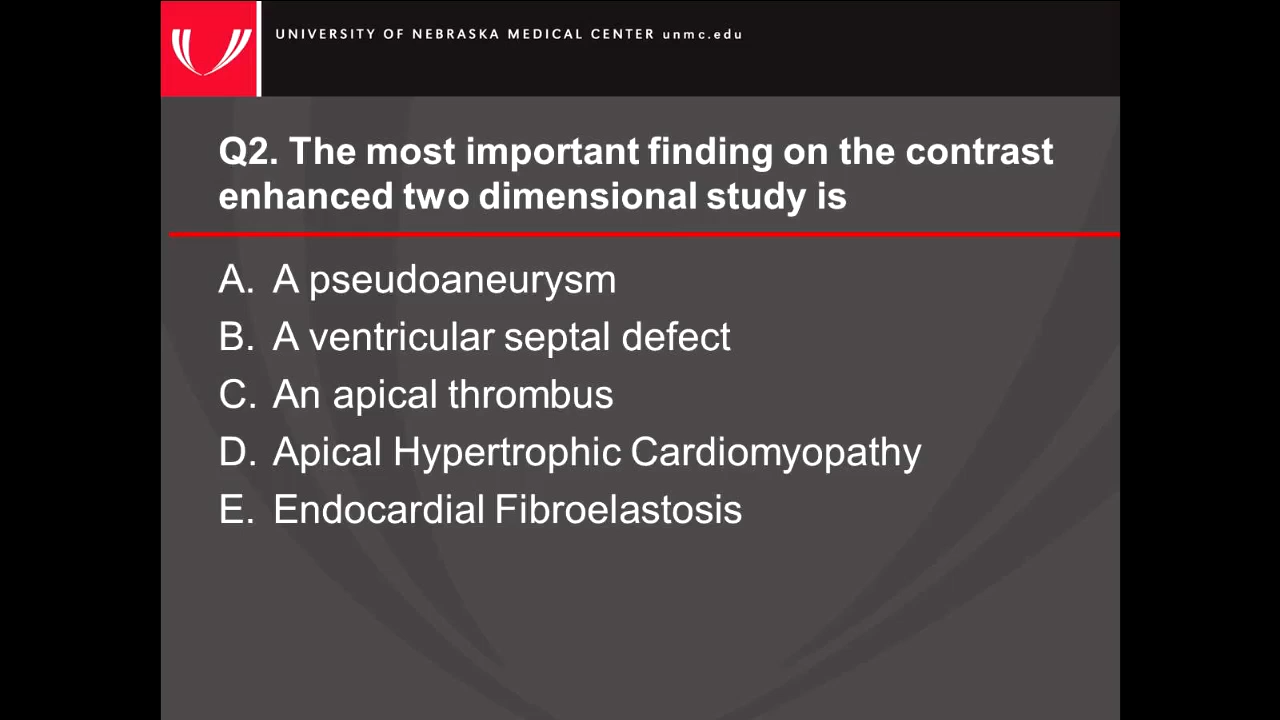 UNIVERSITY OF NEBRASKA MEDICAL CENTER unmc.edu
Q2. The most important finding on the contrast
enhanced two dimensional study is
A. A pseudoaneurysm
B. A ventricular septal defect
C. An apical thrombus
D. Apical Hypertrophic Cardiomyopathy
E. Endocardial Fibroelastosis